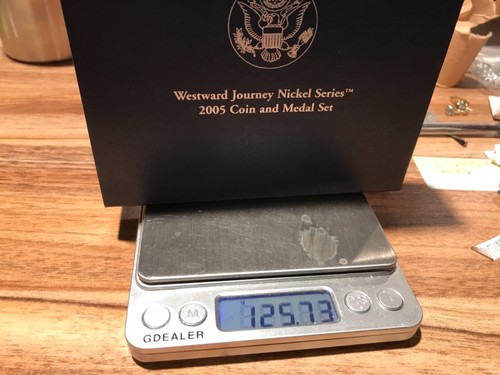 Westward Journey Nickel Series™
2005 Coin and Medal Set
M
125.73
GDEALER